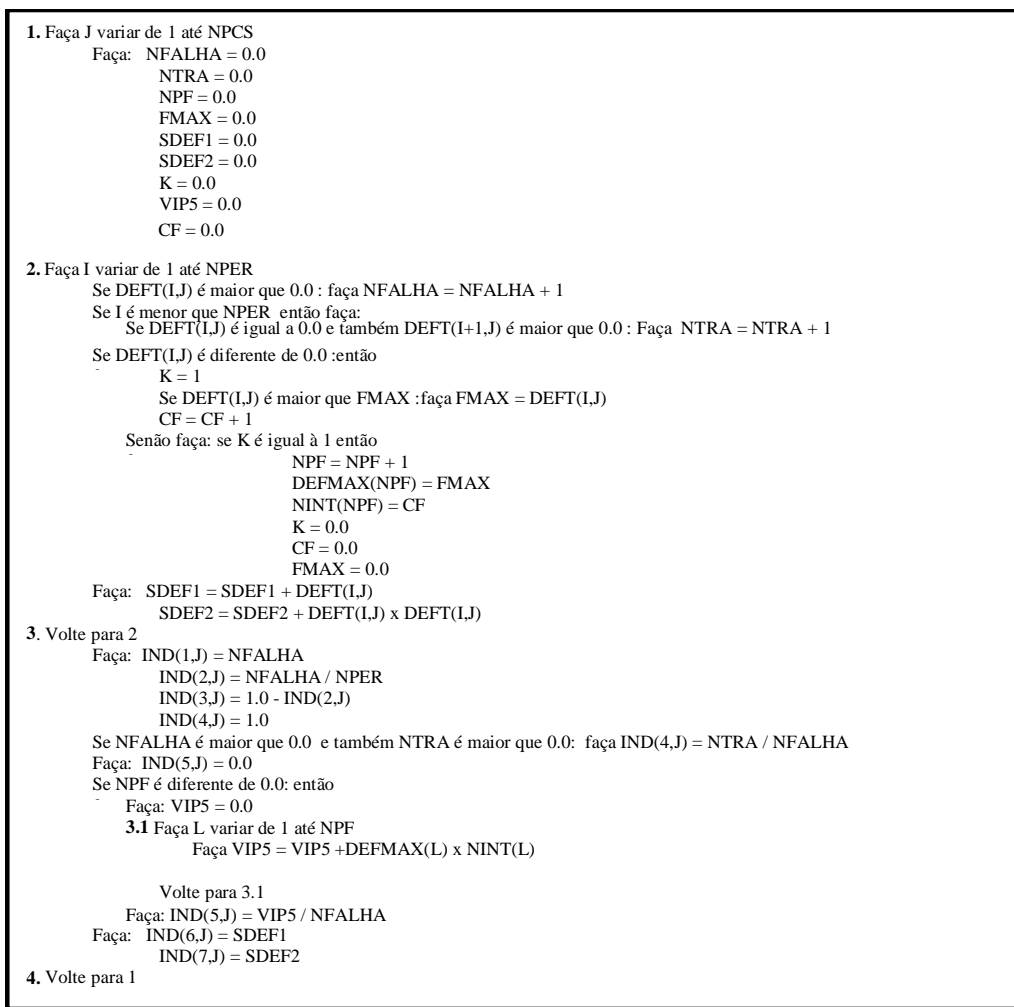 1. Faça J variar de 1 até NPCS
Faça: NFALHA = 0.0
NTRA = 0.0
NPF = 0.0
FMAX = 0.0
SDEF1 = 0.0
SDEF2 = 0.0
K = 0.0
VIP5 = 0.0
CF = 0.0
2. Faça I variar de 1 até NPER
Se DEFT(I,J) é maior que 0.0 : faça NFALHA = NFALHA + 1
Se I é menor que NPER então faça:
Se DEFT(I,J) é igual a 0.0 e também DEFT(I+1,J) é maior que 0.0 : Faça NTRA = NTRA + 1
Se DEFT(I,J) é diferente de 0.0 :então
K = 1
Se DEFT(I,J) é maior que FMAX :faça FMAX = DEFT(I,J)
CF = CF + 1
Senão faça: se K é igual à 1 então
NPF = NPF + 1
DEFMAX(NPF) = FMAX
NINT(NPF) = CF
K = 0.0
CF = 0.0
FMAX = 0.0
Faça: SDEF1 = SDEF1 + DEFT(I,J)
SDEF2 = SDEF2 + DEFT(I,J) x DEFT(I,J)
3. Volte para 2
Faça: IND(1,J) = NFALHA
IND(2,J) = NFALHA / NPER
IND(3,J) = 1.0 - IND(2,J)
IND(4,J) = 1.0
Se NFALHA é maior que 0.0 e também NTRA é maior que 0.0: faça IND(4,J) = NTRA / NFALHA
Faça: IND(5,J) = 0.0
Se NPF é diferente de 0.0: então
Faça: VIP5 = 0.0
3.1 Faça L variar de 1 até NPF
Faça VIP5 = VIP5 +DEFMAX(L) x NINT(L)
Volte para 3.1
Faça: IND(5,J) = VIP5 / NFALHA
Faça: IND(6,J) = SDEF1
IND(7,J) = SDEF2
4. Volte para 1